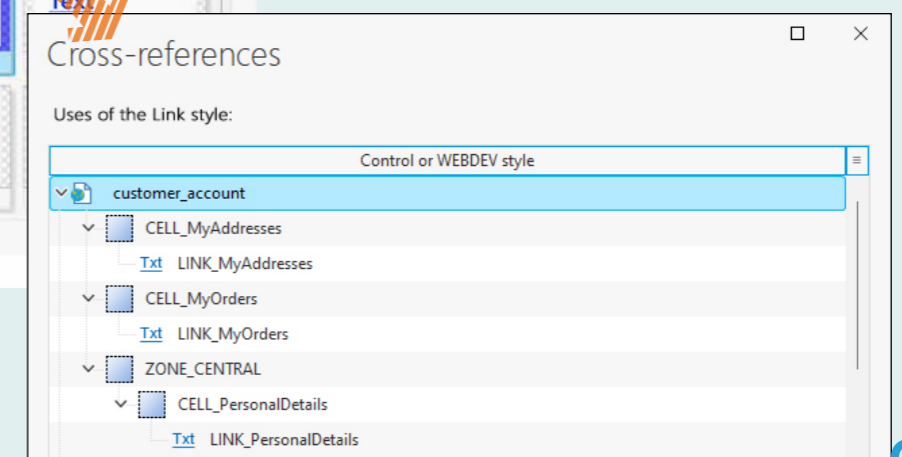 Text
Cross-references
Uses of the Link style:
Control or WEBDEV style
customer_account
CELL_MyAddresses
Txt LINK_MyAddresses
CELL_MyOrders
Txt LINK_MyOrders
ZONE_CENTRAL
CELL_PersonalDetails
Txt LINK_PersonalDetails